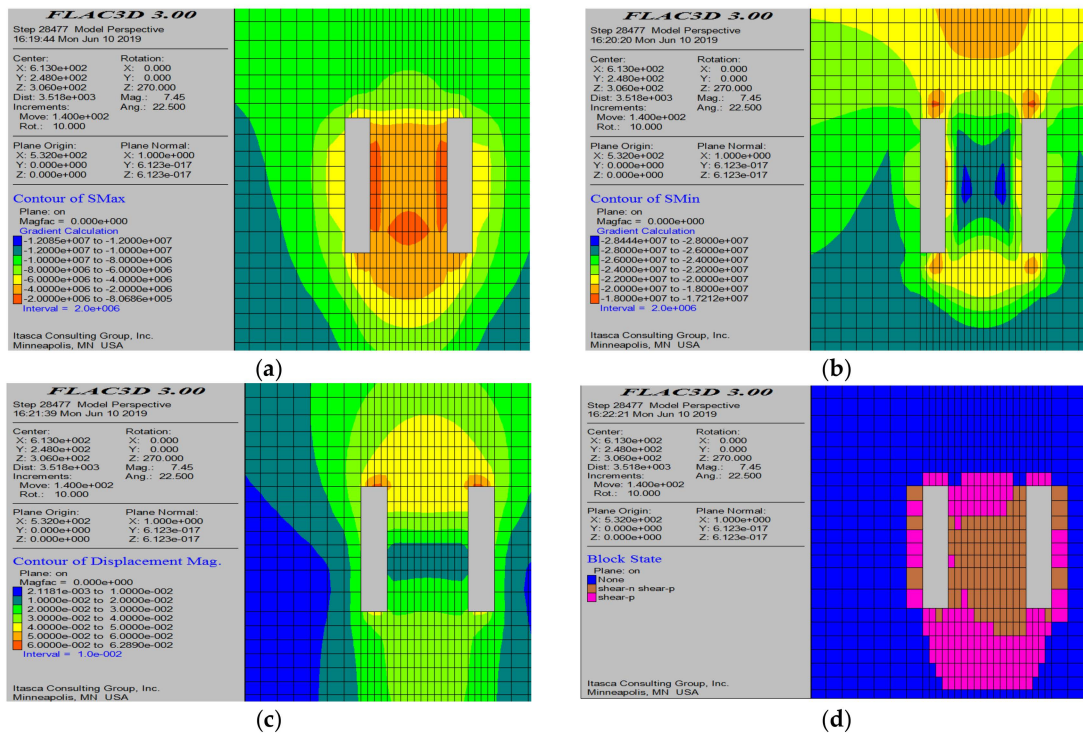 FLAC3D 3.00
Step 28477 Model Perspective
16:19:44 Mon Jun 10 2019
Center: Rotation:
X: 6.130e+002 X: 0.000
Y: 2.480e+002 Y: 0.000
Z: 3.060e+002 Z: 270.000
Dist: 3.518e+003 Mag.: 7.45
Increments: Ang.: 22.500
Move: 1.400e+002
Rot.: 10.000
Plane Origin: Plane Normal:
X: 5.320e+002 X: 1.000e+000
Y: 0.000e+000 Y: 6.123e-017
Z: 0.000e+000 Z: 6.123e-017
Contour of SMax
Plane: on
Magfac = 0.000e+000
Gradient Calculation
-1.2085e+007 to -1.2000e+007
-1.2000e+007 to -1.0000e+007
-1.0000e+007 to -8.0000e+006
-8.0000e+006 to -6.0000e+006
-6.0000e+006 to -4.0000e+006
-4.0000e+006 to -2.0000e+006
-2.0000e+006 to -8.0686e+005
Interval = 2.0e+006
Itasca Consulting Group, Inc.
Minneapolis, MN USA
(a)
FLAC3D 3.00
Step 28477 Model Perspective
16:20:20 Mon Jun 10 2019
Center: Rotation:
X: 6.130e+002 X: 0.000
Y: 2.480e+002 Y: 0.000
Z: 3.060e+002 Z: 270.000
Dist: 3.518e+003 Mag.: 7.45
Increments: Ang.: 22.500
Move: 1.400e+002
Rot.: 10.000
Plane Origin: Plane Normal:
X: 5.320e+002 X: 1.000e+000
Y: 0.000e+000 Y: 6.123e-017
Z: 0.000e+000 Z: 6.123e-017
Contour of SMin
Plane: on
Magfac = 0.000e+000
Gradient Calculation
-2.8444e+007 to -2.8000e+007
-2.8000e+007 to -2.6000e+007
-2.6000e+007 to -2.4000e+007
-2.4000e+007 to -2.2000e+007
-2.2000e+007 to -2.0000e+007
-2.0000e+007 to -1.8000e+007
-1.8000e+007 to -1.7212e+007
Interval = 2.0e+006
Itasca Consulting Group, Inc.
Minneapolis, MN USA
(b)
FLAC3D 3.00
Step 28477 Model Perspective
16:21:39 Mon Jun 10 2019
Center: Rotation:
X: 6.130e+002 X: 0.000
Y: 2.480e+002 Y: 0.000
Z: 3.060e+002 Z: 270.000
Dist: 3.518e+003 Mag.: 7.45
Increments: Ang.: 22.500
Move: 1.400e+002
Rot.: 10.000
Plane Origin: Plane Normal:
X: 5.320e+002 X: 1.000e+000
Y: 0.000e+000 Y: 6.123e-017
Z: 0.000e+000 Z: 6.123e-017
Contour of Displacement Mag.
Plane: on
Magfac = 0.000e+000
2.1181e-003 to 1.0000e-002
1.0000e-002 to 2.0000e-002
2.0000e-002 to 3.0000e-002
3.0000e-002 to 4.0000e-002
4.0000e-002 to 5.0000e-002
5.0000e-002 to 6.0000e-002
6.0000e-002 to 6.2890e-002
Interval = 1.0e-002
Itasca Consulting Group, Inc.
Minneapolis, MN USA
(c)
FLAC3D 3.00
Step 28477 Model Perspective
16:22:21 Mon Jun 10 2019
Center: Rotation:
X: 6.130e+002 X: 0.000
Y: 2.480e+002 Y: 0.000
Z: 3.060e+002 Z: 270.000
Dist: 3.518e+003 Mag.: 7.45
Increments: Ang.: 22.500
Move: 1.400e+002
Rot.: 10.000
Plane Origin: Plane Normal:
X: 5.320e+002 X: 1.000e+000
Y: 0.000e+000 Y: 6.123e-017
Z: 0.000e+000 Z: 6.123e-017
Block State
Plane: on
None
shear-n shear-p
shear-p
Itasca Consulting Group, Inc.
Minneapolis, MN USA
(d)